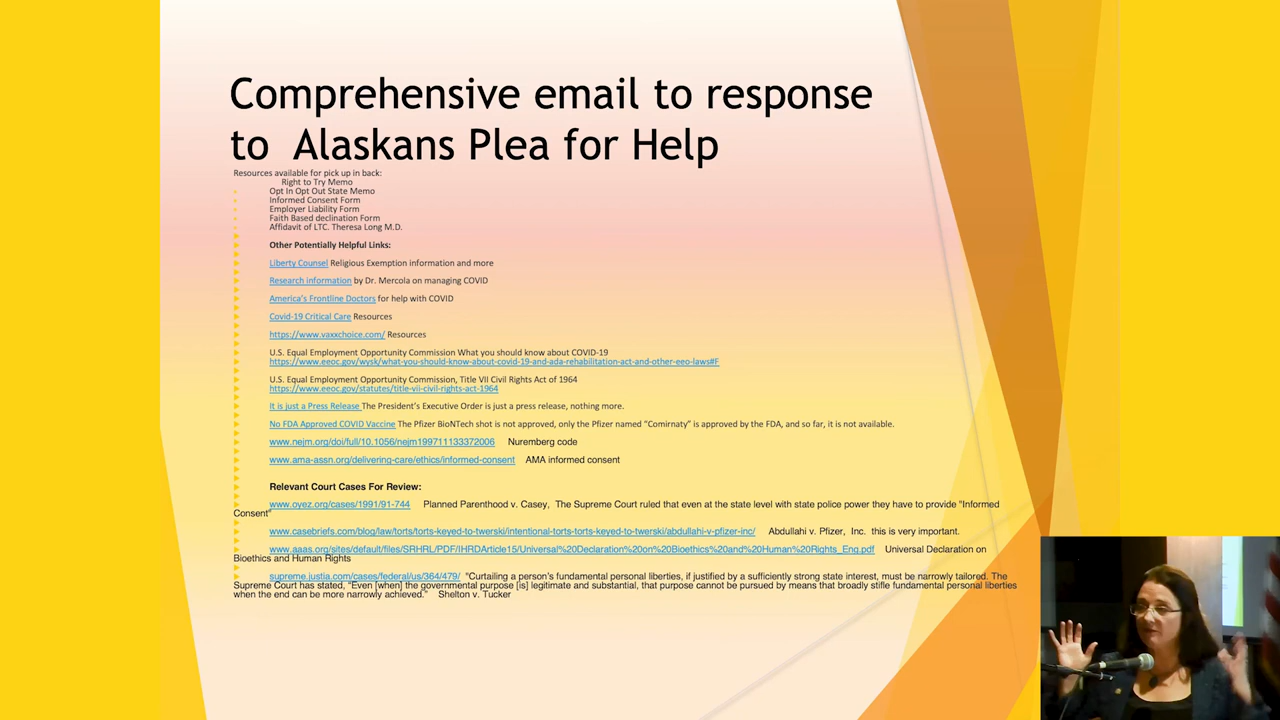 Comprehensive email to response
to Alaskans Plea for Help
Resources available for pick up in back:
Right to Try Memo
Opt In Opt Out State Memo
Informed Consent Form
Employer Liability Form
Faith Based declination Form
Affidavit of LTC. Theresa Long M.D.
Other Potentially Helpful Links:
Liberty Counsel Religious Exemption information and more
Research information by Dr. Mercola on managing COVID
America's Frontline Doctors for help with COVID
Covid-19 Critical Care Resources
https://www.vaxxchoice.com/ Resources
U.S. Equal Employment Opportunity Commission What you should know about COVID-19
https://www.eeoc.gov/wysk/what-you-should-know-about-covid-19-and-ada-rehabilitation-act-and-other-eeo-laws#F
U.S. Equal Employment Opportunity Commission, Title VII Civil Rights Act of 1964
https://www.eeoc.gov/statutes/title-vii-civil-rights-act-1964
It is just a Press Release The President's Executive Order is just a press release, nothing more.
No FDA Approved COVID Vaccine The Pfizer BioNTech shot is not approved, only the Pfizer named "Comirnaty" is approved by the FDA, and so far, it is not available.
www.nejm.org/doi/full/10.1056/nejm199711133372006 Nuremberg code
www.ama-assn.org/delivering-care/ethics/informed-consent AMA informed consent
Relevant Court Cases For Review:
www.oyez.org/cases/1991/91-744 Planned Parenthood v. Casey, The Supreme Court ruled that even at the state level with state police power they have to provide "Informed
Consent"
www.casebriefs.com/blog/law/torts/torts-keyed-to-twerski/intentional-torts-torts-keyed-to-twerski/abdullahi-v-pfizer-inc/ Abdullahi v. Pfizer, Inc. this is very important.
www.aaas.org/sites/default/files/SRHRL/PDF/IHRDArticle15/Universal%20Declaration%20on%20Bioethics%20and%20Human%20Rights_Eng.pdf Universal Declaration on
Bioethics and Human Rights
supreme.justia.com/cases/federal/us/364/479/ "Curtailing a person's fundamental personal liberties, if justified by a sufficiently strong state interest, must be narrowly tailored. The
Supreme Court has stated, "Even [when] the governmental purpose [is] legitimate and substantial, that purpose cannot be pursued by means that broadly stifle fundamental personal liberties
when the end can be more narrowly achieved." Shelton v. Tucker